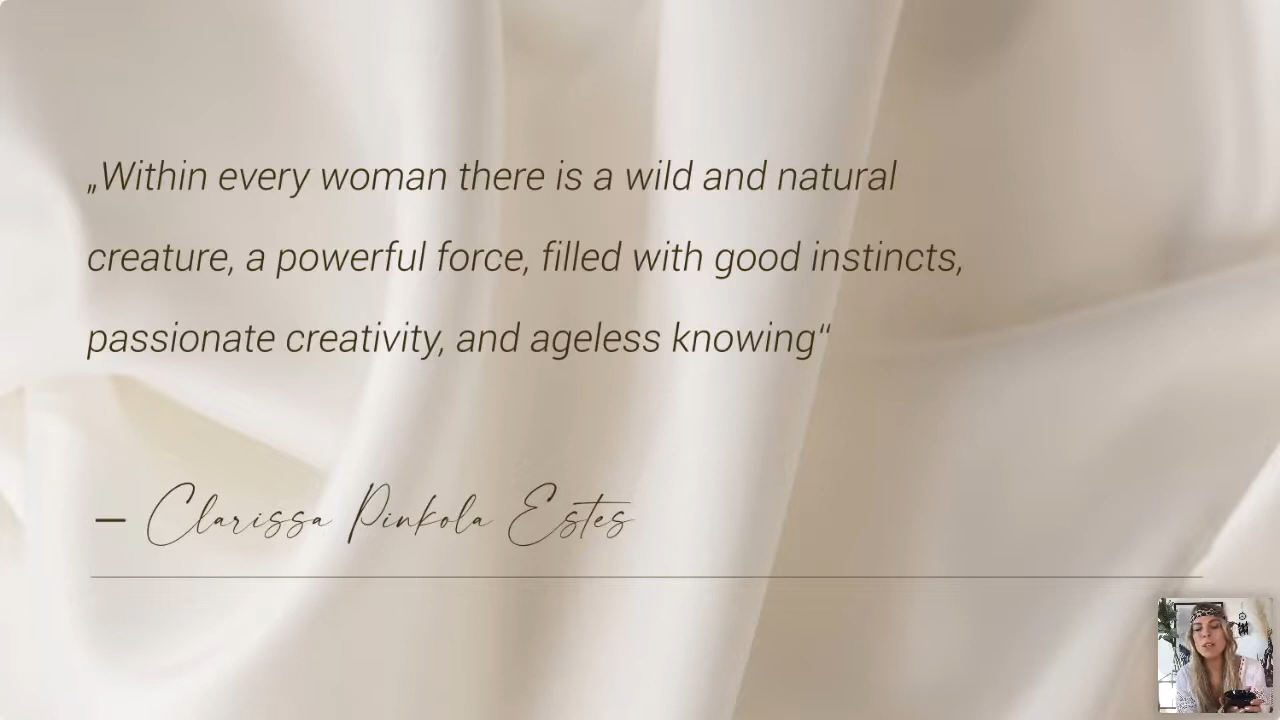 „Within every woman there is a wild and natural
creature, a powerful force, filled with good instincts,
passionate creativity, and ageless knowing“
– Clarissa Pinkola Estes